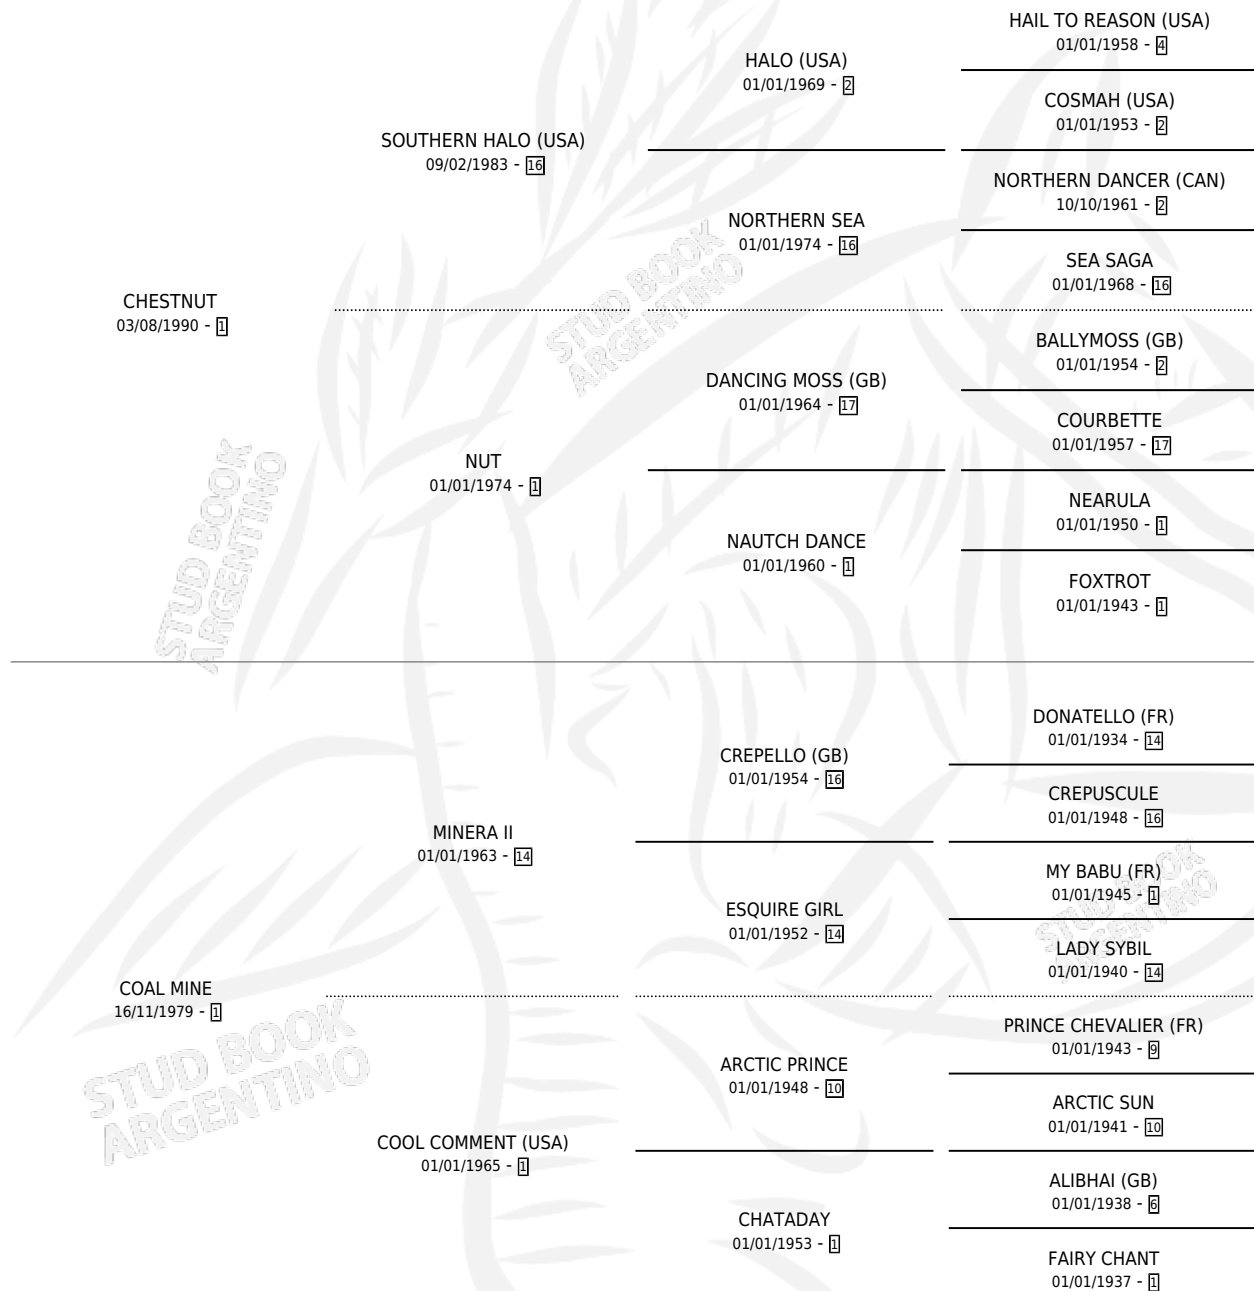 HAIL TO REASON (USA)
01/01/1958 - 4
HALO (USA)
01/01/1969 - 2
COSMAH (USA)
01/01/1953 - 2
SOUTHERN HALO (USA)
09/02/1983 - 16
NORTHERN DANCER (CAN)
10/10/1961 - 2
NORTHERN SEA
01/01/1974 - 16
SEA SAGA
01/01/1968 - 16
CHESTNUT
03/08/1990 - 1
BALLYMOSS (GB)
01/01/1954 - 2
DANCING MOSS (GB)
01/01/1964 - 17
COURBETTE
01/01/1957 - 17
NUT
01/01/1974 - 1
NEARULA
01/01/1950 - 1
NAUTCH DANCE
01/01/1960 - 1
FOXTROT
01/01/1943 - 1
DONATELLO (FR)
01/01/1934 - 14
CREPELLO (GB)
01/01/1954 - 16
CREPUSCULE
01/01/1948 - 16
MINERA II
01/01/1963 - 14
MY BABU (FR)
01/01/1945 - 1
ESQUIRE GIRL
01/01/1952 - 14
LADY SYBIL
01/01/1940 - 14
COAL MINE
16/11/1979 - 1
PRINCE CHEVALIER (FR)
01/01/1943 - 9
ARCTIC PRINCE
01/01/1948 - 10
ARCTIC SUN
01/01/1941 - 10
COOL COMMENT (USA)
01/01/1965 - 1
ALIBHAI (GB)
01/01/1938 - 6
CHATADAY
01/01/1953 - 1
FAIRY CHANT
01/01/1937 - 1
STUD BOOK
ARGENTINO
STUD BOOK
ARGENTINO
STUD BOOK
ARGENTINO
STUD BOOK
ARGENTINO